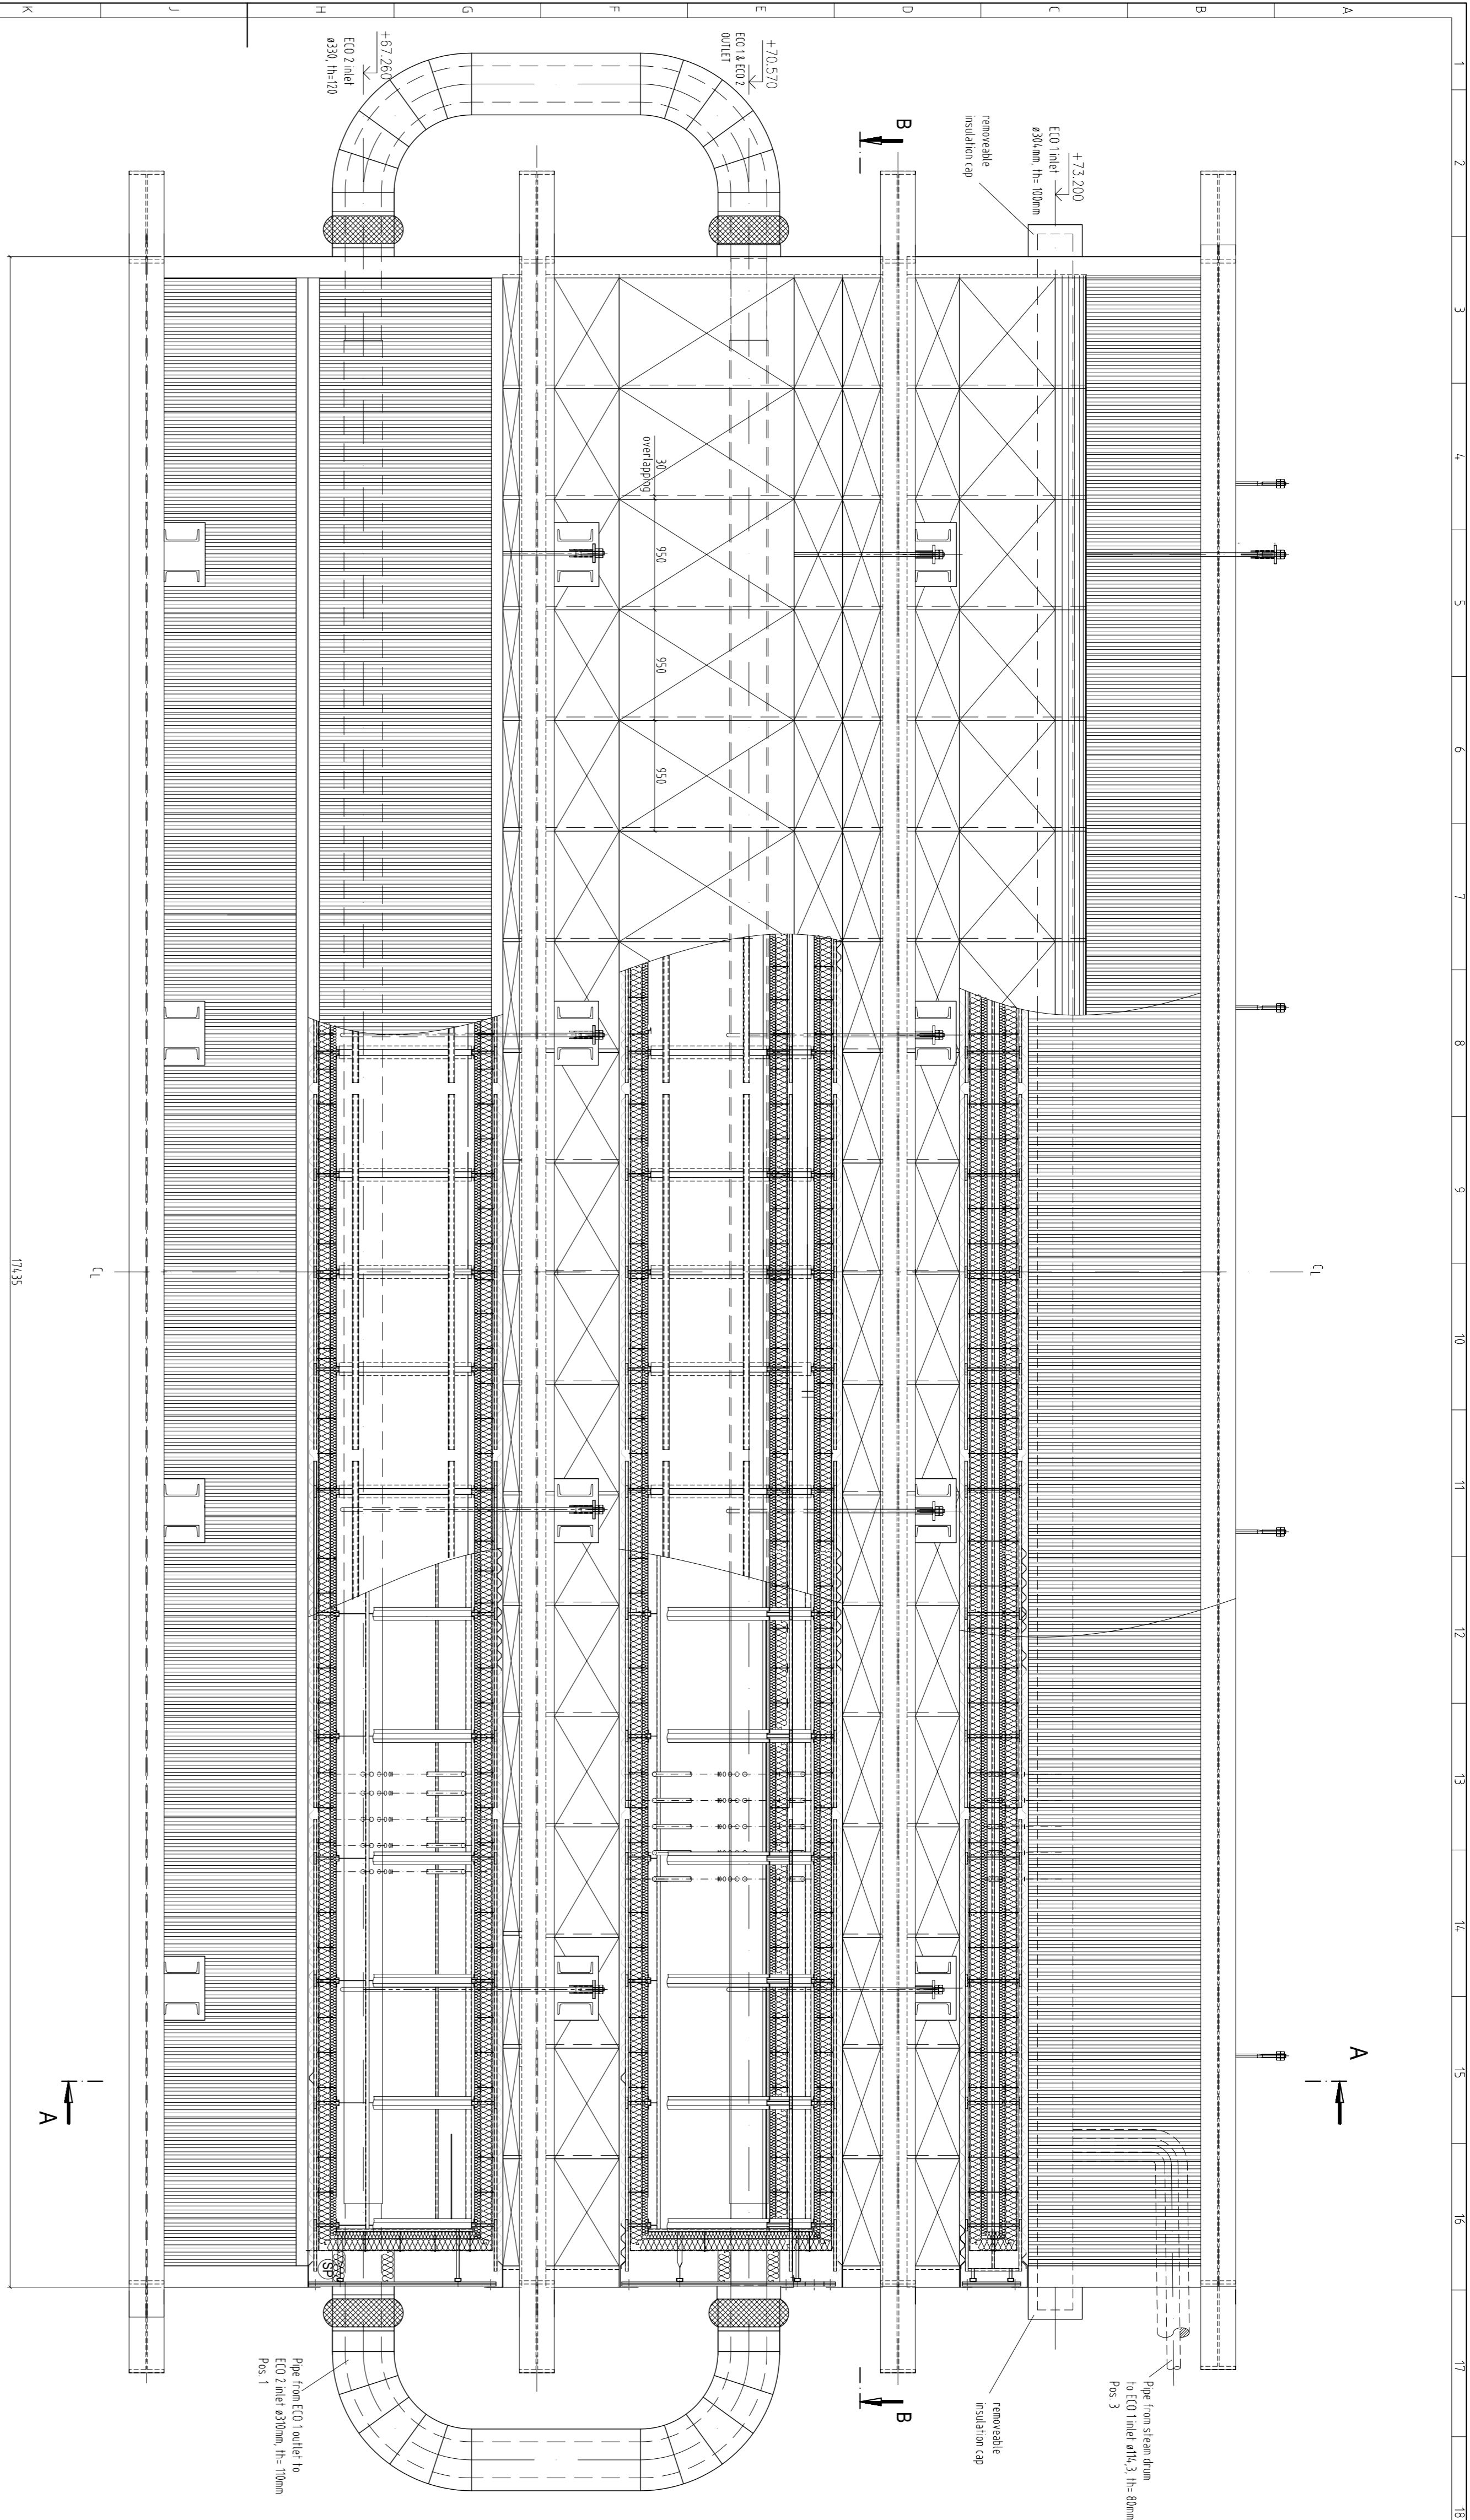 K
J
H
G
F
E
D
C
B
A
1
2
3
4
5
6
7
8
9
10
11
12
13
14
15
16
17
18
+67.260
ECO 2 inlet
ø330, th=120
+70.570
ECO 1 & ECO 2
OUTLET
B
removeable
insulation cap
+73.200
ECO 1 inlet
ø304mm, th= 100mm
30
overlapping
950
950
950
17435
CL
CL
A
A
SP
Pipe from ECO 1 outlet to
ECO 2 inlet ø310mm, th= 110mm
Pos. 1
B
removeable
insulation cap
Pipe from steam drum
to ECO 1 inlet ø114,3, th= 80mm
Pos. 3